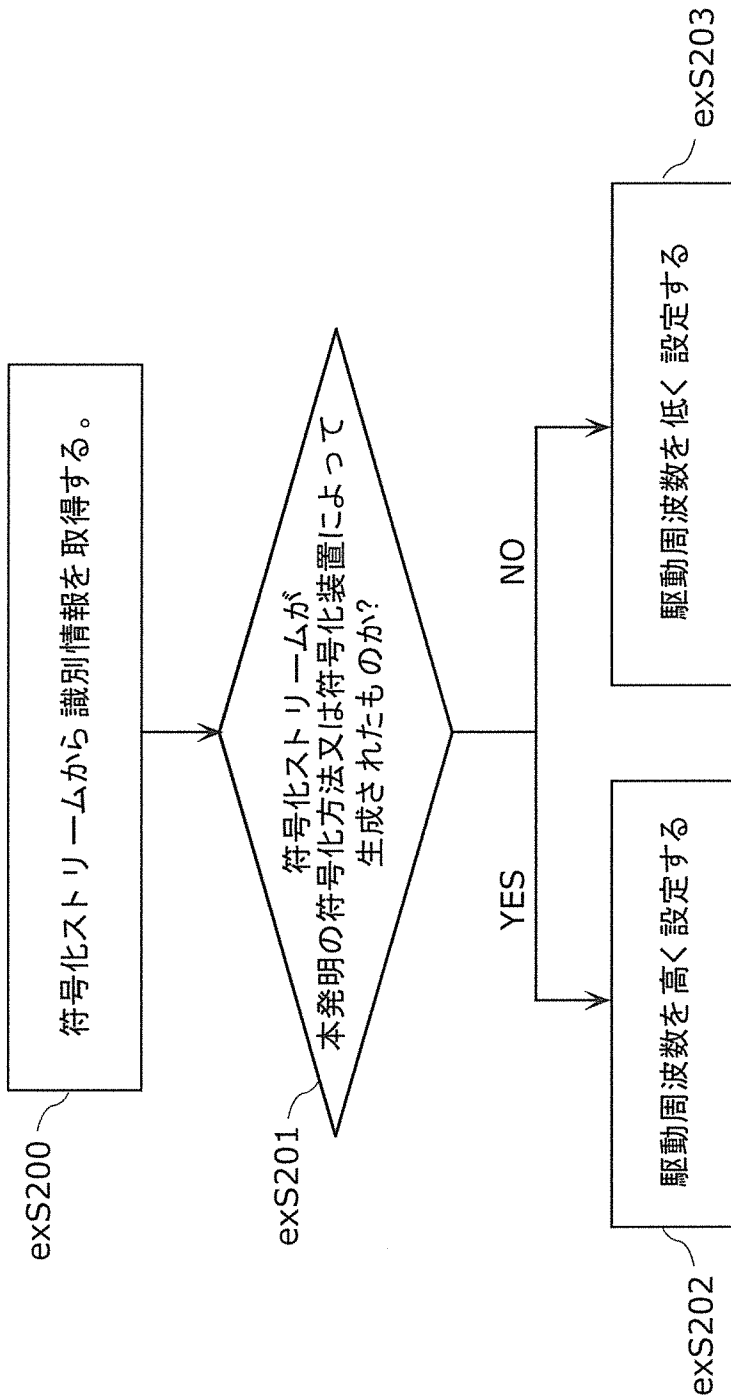 exS200
符号化ストリームから識別情報を取得する。
exS201
符号化ストリームが
本発明の符号化方法又は符号化装置によって
生成されたものか?
YES
NO
exS202
駆動周波数を高く設定する
exS203
駆動周波数を低く設定する